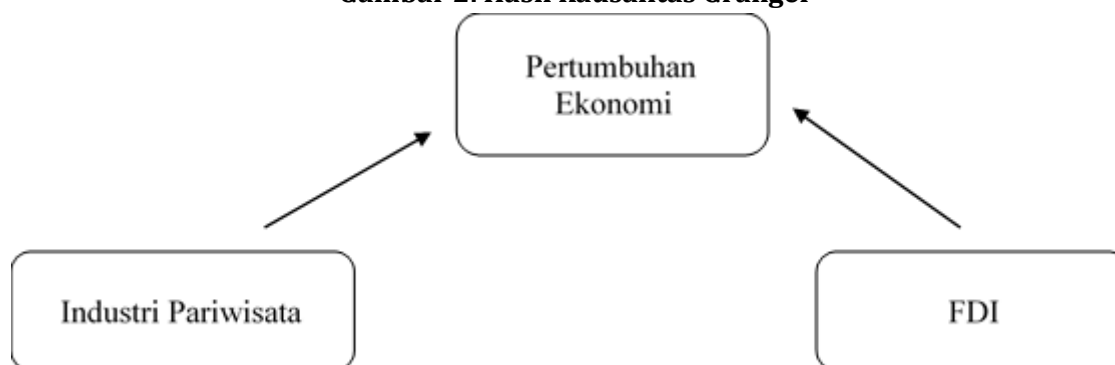 Gambar 2. Hasil Kausalitas Granger
Pertumbuhan
Ekonomi
Industri Pariwisata
FDI